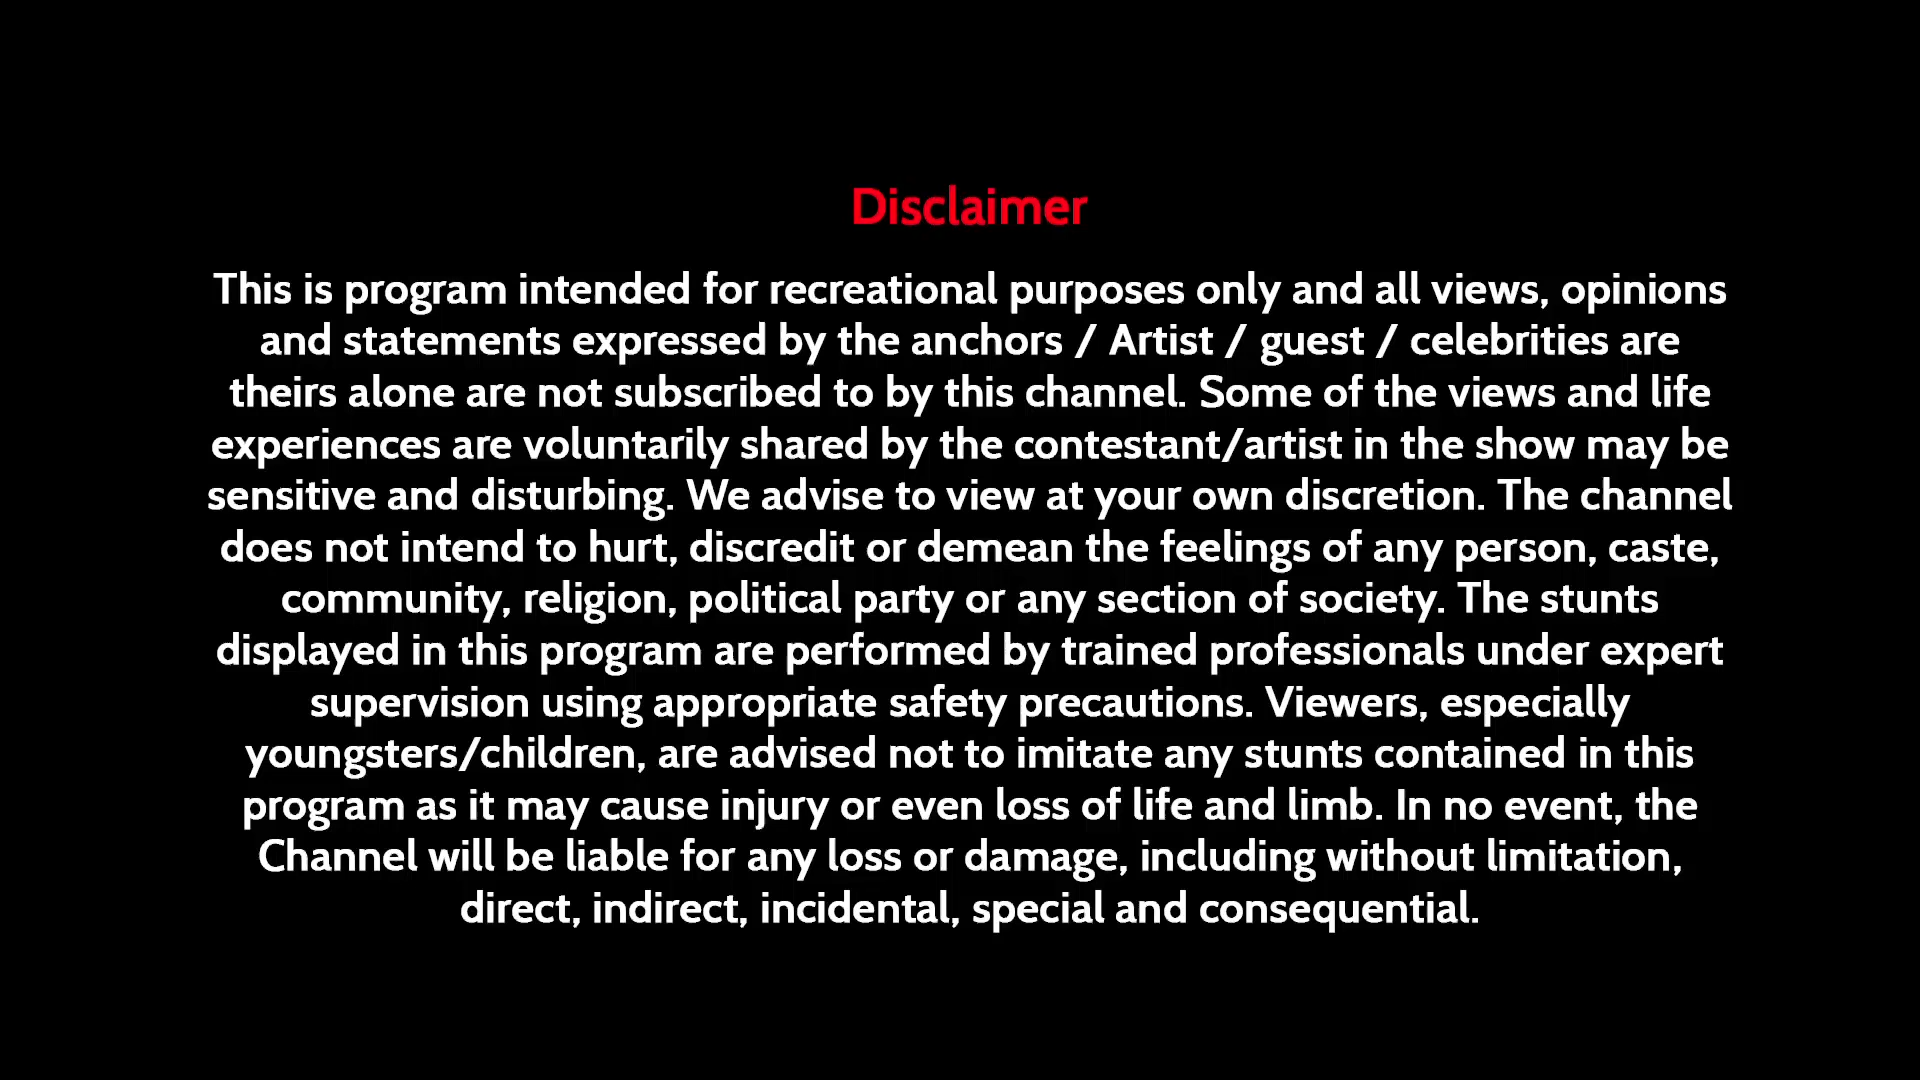 Disclaimer
This is program intended for recreational purposes only and all views, opinions
and statements expressed by the anchors / Artist / guest / celebrities are
theirs alone are not subscribed to by this channel. Some of the views and life
experiences are voluntarily shared by the contestant/artist in the show may be
sensitive and disturbing. We advise to view at your own discretion. The channel
does not intend to hurt, discredit or demean the feelings of any person, caste,
community, religion, political party or any section of society. The stunts
displayed in this program are performed by trained professionals under expert
supervision using appropriate safety precautions. Viewers, especially
youngsters/children, are advised not to imitate any stunts contained in this
program as it may cause injury or even loss of life and limb. In no event, the
Channel will be liable for any loss or damage, including without limitation,
direct, indirect, incidental, special and consequential.